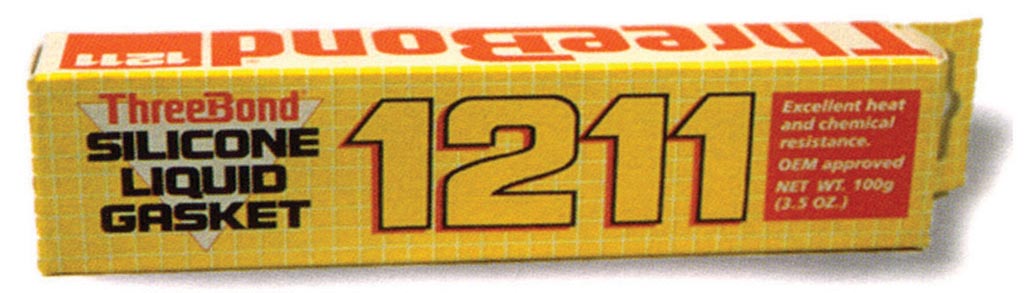 ThreeBond
1211
ThreeBond
SILICONE
LIQUID
GASKET
1211
Excellent heat
and chemical
resistance.
OEM approved
NET WT. 100g
(3.5 OZ.)